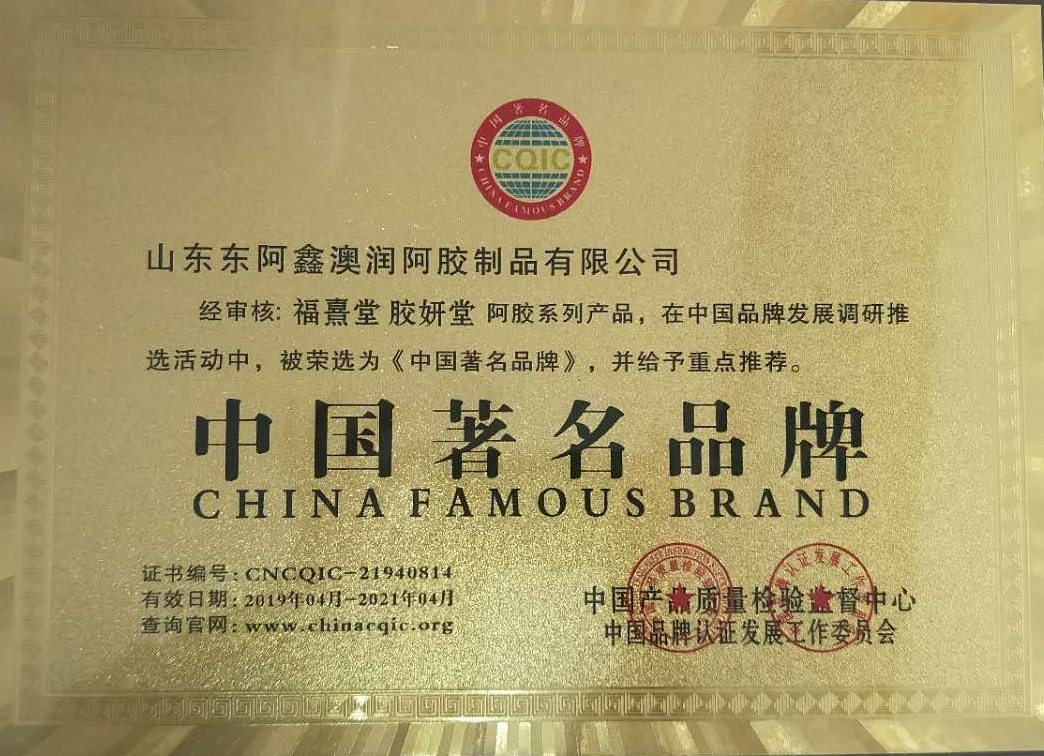 中国著名品牌
CQIC
CHINA FAMOUS BRAND
山东东阿鑫澳润阿胶制品有限公司
经审核: 福熹堂 胶妍堂 阿胶系列产品，在中国品牌发展调研推
选活动中，被荣选为《中国著名品牌》，并给予重点推荐。
中国著名品牌
CHINA FAMOUS BRAND
证书编号: CNCQIC-21940814
有效日期: 2019年04月-2021年04月
查询官网: www.chinacqic.org
中国产品质量检验监督中心
中国品牌认证发展工作委员会